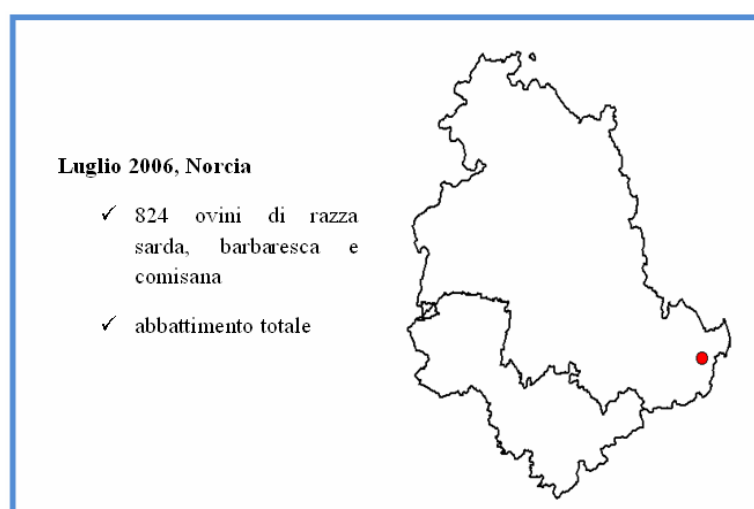 Luglio 2006, Norcia
✓ 824 ovini di razza
sarda, barbaresca e
comisana
✓ abbattimento totale